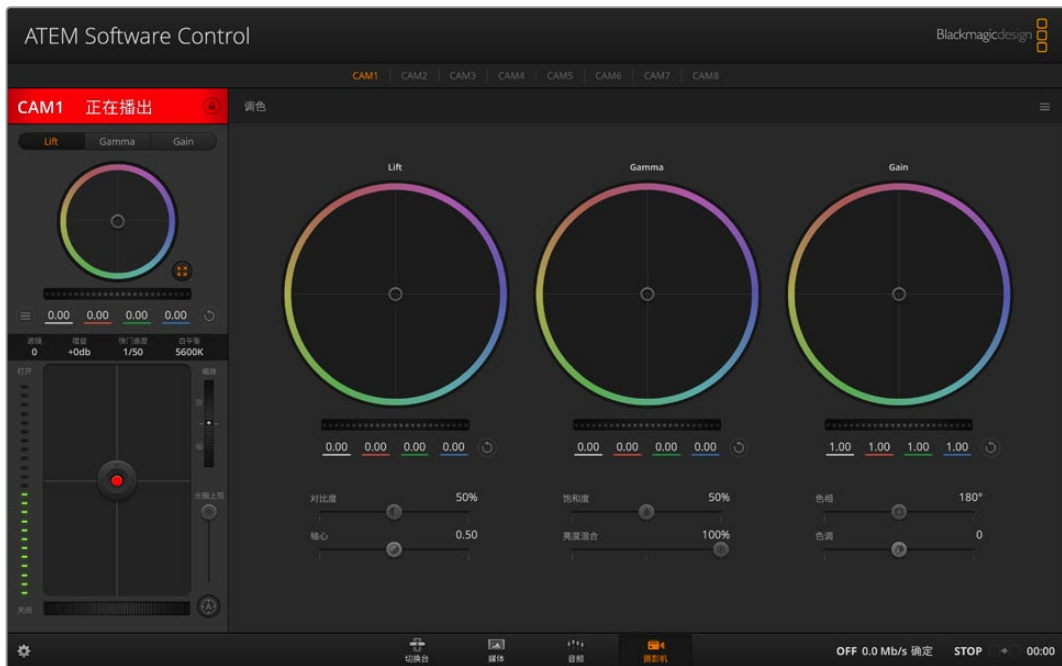 ATEM Software Control
Blackmagicdesign
CAM1 CAM2 CAM3 CAM4 CAM5 CAM6 CAM7 CAM8
CAM1 正在播出
调色
Lift Gamma Gain
Lift Gamma Gain
0.00 0.00 0.00 0.00
滤镜 增益 快门速度 白平衡
0 +0db 1/50 5600K
打开 缩放
光圈上限
关闭
0.00 0.00 0.00 0.00
0.00 0.00 0.00 0.00
1.00 1.00 1.00 1.00
对比度 50%
饱和度 50%
色相 180°
轴心 0.50
亮度混合 100%
色调 0
切换台 媒体 音频 摄影机
OFF 0.0 Mb/s 确定 STOP 00:00